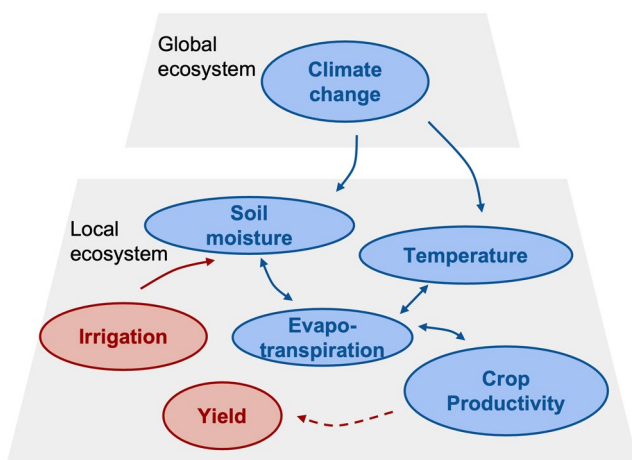 Global
ecosystem
Climate
change
Soil
moisture
Local
ecosystem
Temperature
Irrigation
Evapo-
transpiration
Crop
Productivity
Yield